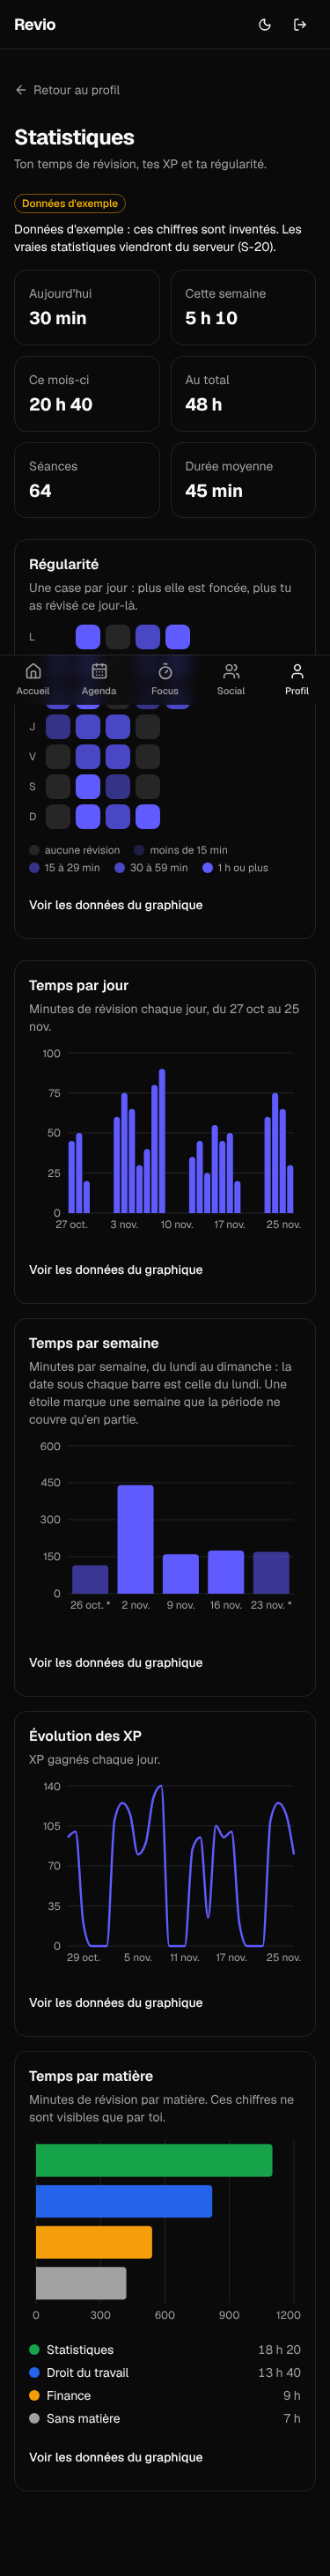 Revio
Retour au profil
Statistiques
Ton temps de révision, tes XP et ta régularité.
Données d'exemple
Données d'exemple : ces chiffres sont inventés. Les
vraies statistiques viendront du serveur (S-20).
Aujourd'hui
30 min
Cette semaine
5 h 10
Ce mois-ci
20 h 40
Au total
48 h
Séances
64
Durée moyenne
45 min
Régularité
Une case par jour : plus elle est foncée, plus tu
as révisé ce jour-là.
L
Accueil
Agenda
Focus
Social
Profil
J
V
S
D
aucune révision
moins de 15 min
15 à 29 min
30 à 59 min
1 h ou plus
Voir les données du graphique
Temps par jour
Minutes de révision chaque jour, du 27 oct au 25
nov.
100
75
50
25
0
27 oct.
3 nov.
10 nov.
17 nov.
25 nov.
Voir les données du graphique
Temps par semaine
Minutes par semaine, du lundi au dimanche : la
date sous chaque barre est celle du lundi. Une
étoile marque une semaine que la période ne
couvre qu'en partie.
600
450
300
150
0
26 oct. *
2 nov.
9 nov.
16 nov.
23 nov. *
Voir les données du graphique
Évolution des XP
XP gagnés chaque jour.
140
105
70
35
0
29 oct.
5 nov.
11 nov.
17 nov.
25 nov.
Voir les données du graphique
Temps par matière
Minutes de révision par matière. Ces chiffres ne
sont visibles que par toi.
0
300
600
900
1200
Statistiques
18 h 20
Droit du travail
13 h 40
Finance
9 h
Sans matière
7 h
Voir les données du graphique